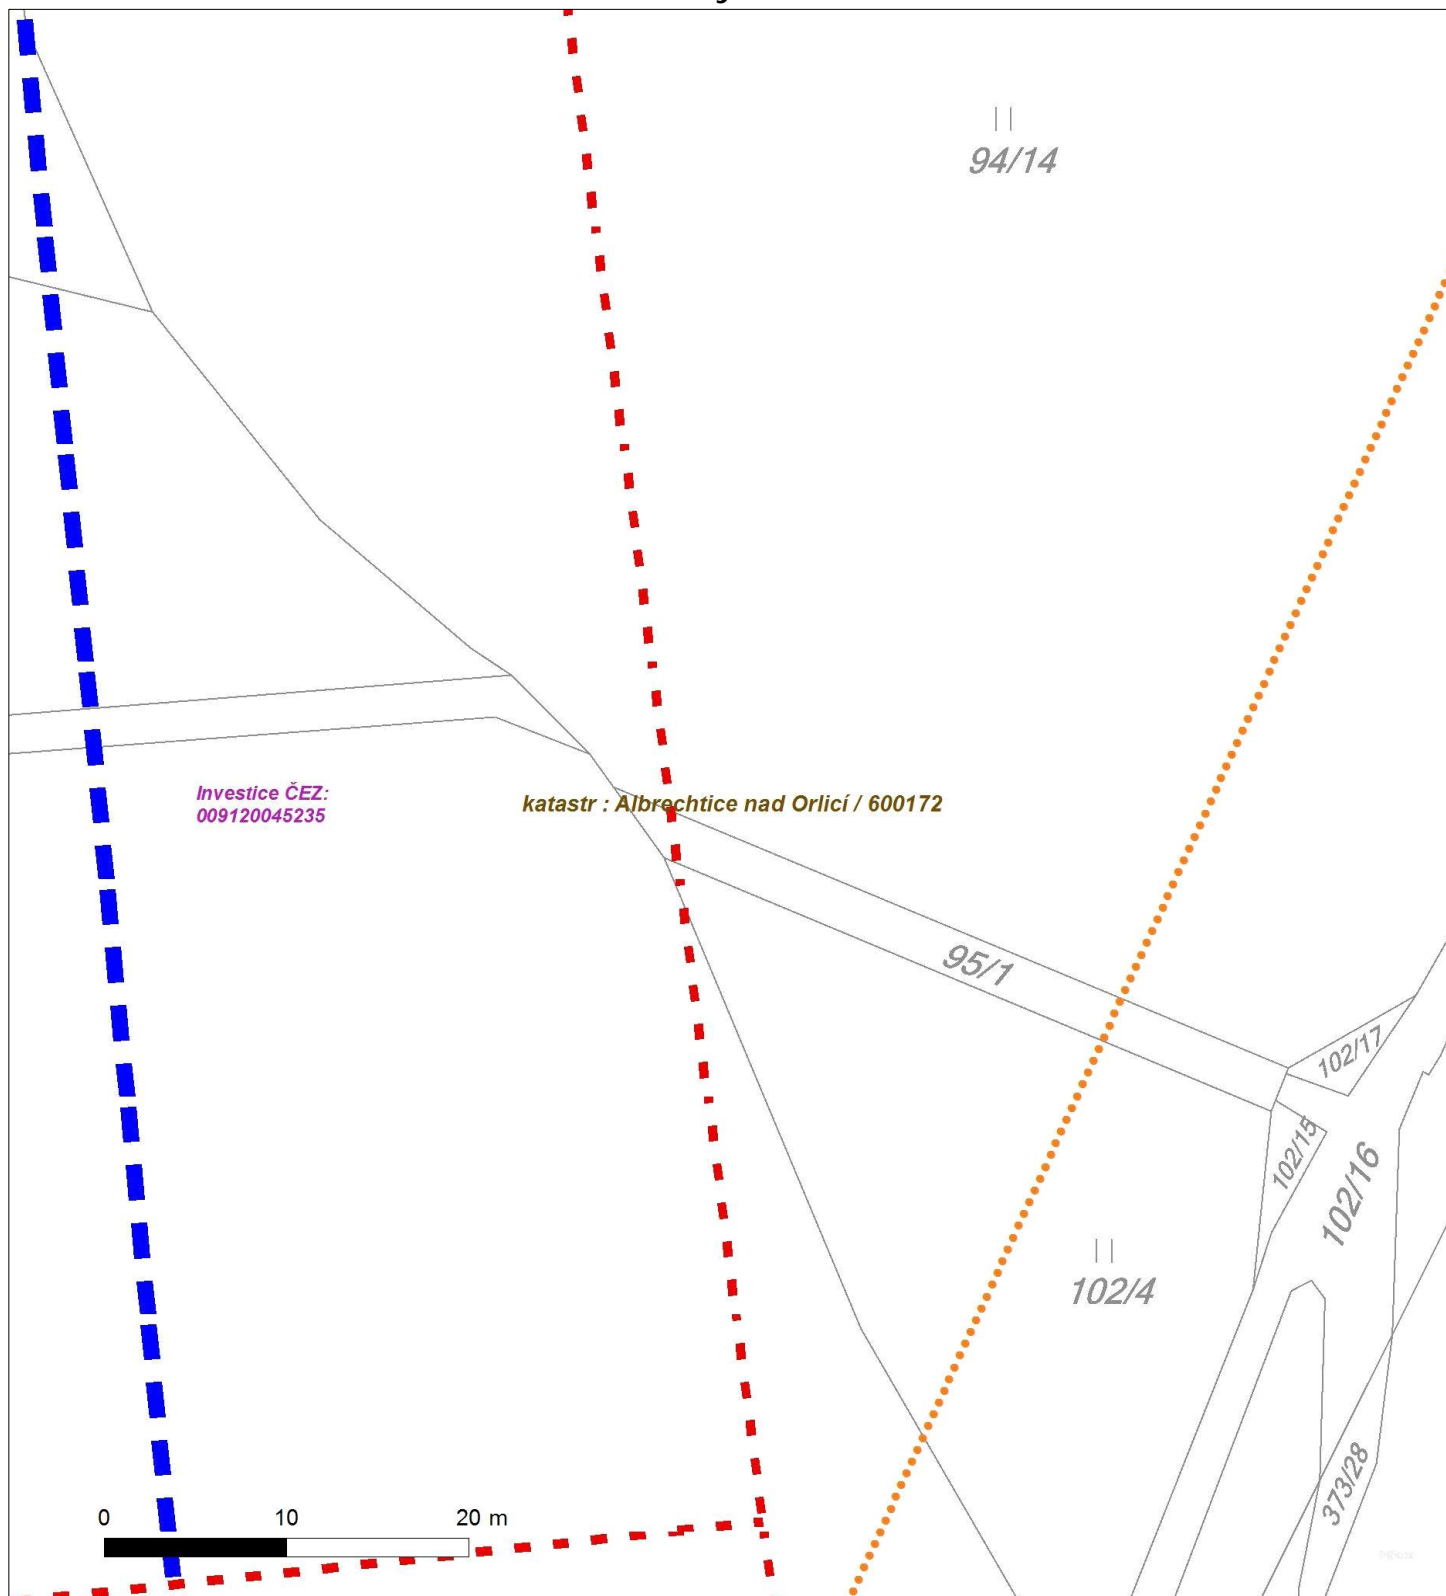 94/14
Investice ČEZ:
009120045235
katastr : Albrechtice nad Orlicí / 600172
95/1
102/17
102/15
102/16
102/4
373/28
0 10 20 m